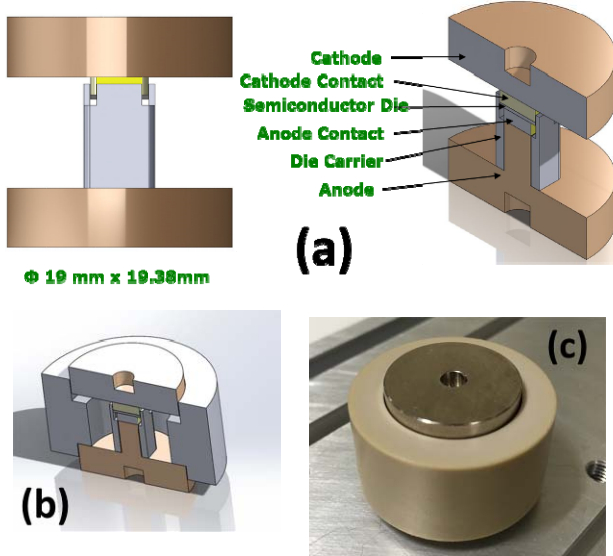 Cathode
Cathode Contact
Semiconductor Die
Anode Contact
Die Carrier
Anode
(a)
Φ 19 mm x 19.38mm
(b)
(c)